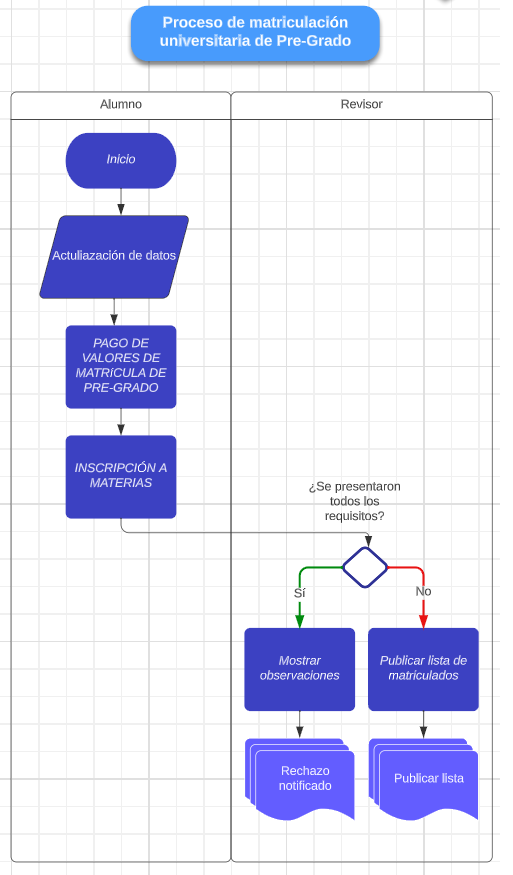 Proceso de matriculación
universitaria de Pre-Grado
Alumno
Revisor
Inicio
Actuliazación de datos
PAGO DE
VALORES DE
MATRICULA DE
PRE-GRADO
INSCRIPCIÓN A
MATERIAS
¿Se presentaron
todos los
requisitos?
Sí
No
Mostrar
observaciones
Publicar lista de
matriculados
Rechazo
notificado
Publicar lista